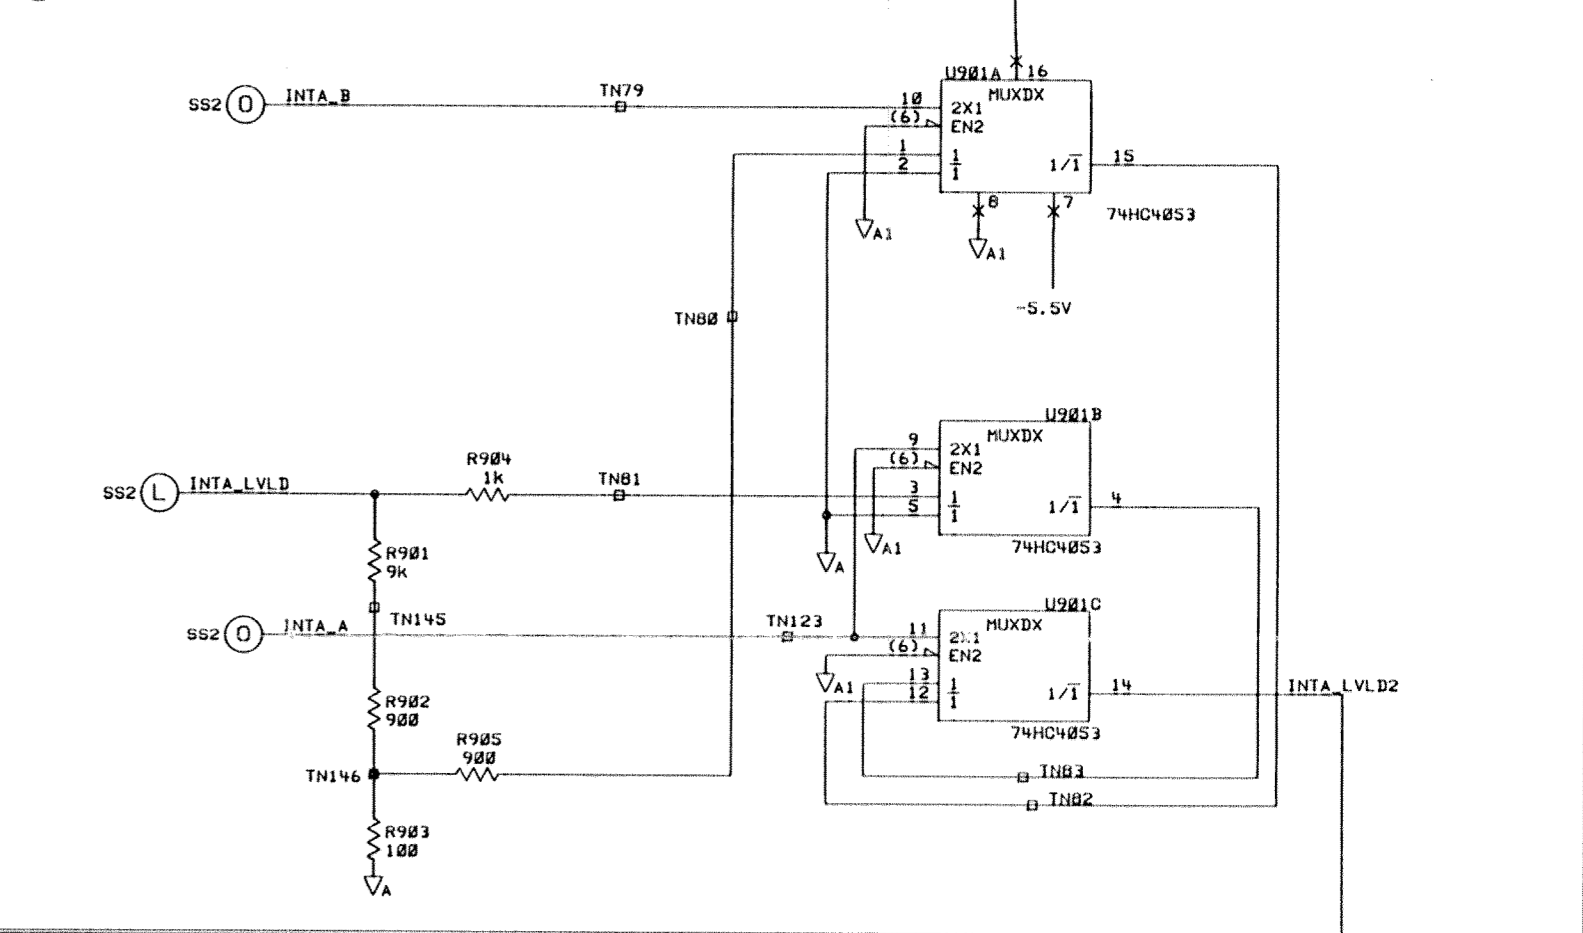 U901A
16
MUXDX
SS2
O
INTA_B
TN79
10
2X1
(6)
EN2
1
1
2
1
1/1
15
8
7
74HC4053
A1
A1
-5.5V
TN80
U901B
MUXDX
9
2X1
(6)
EN2
R904
1k
SS2
L
INTA_LVLD
TN81
3
1
5
1
1/1
4
74HC4053
A1
A
R901
9k
TN145
U901C
MUXDX
SS2
O
INTA_A
TN123
11
2X1
(6)
EN2
A1
13
1
12
1
1/1
14
INTA_LVLD2
74HC4053
R902
900
R905
900
TN146
TN83
TN82
R903
100
A